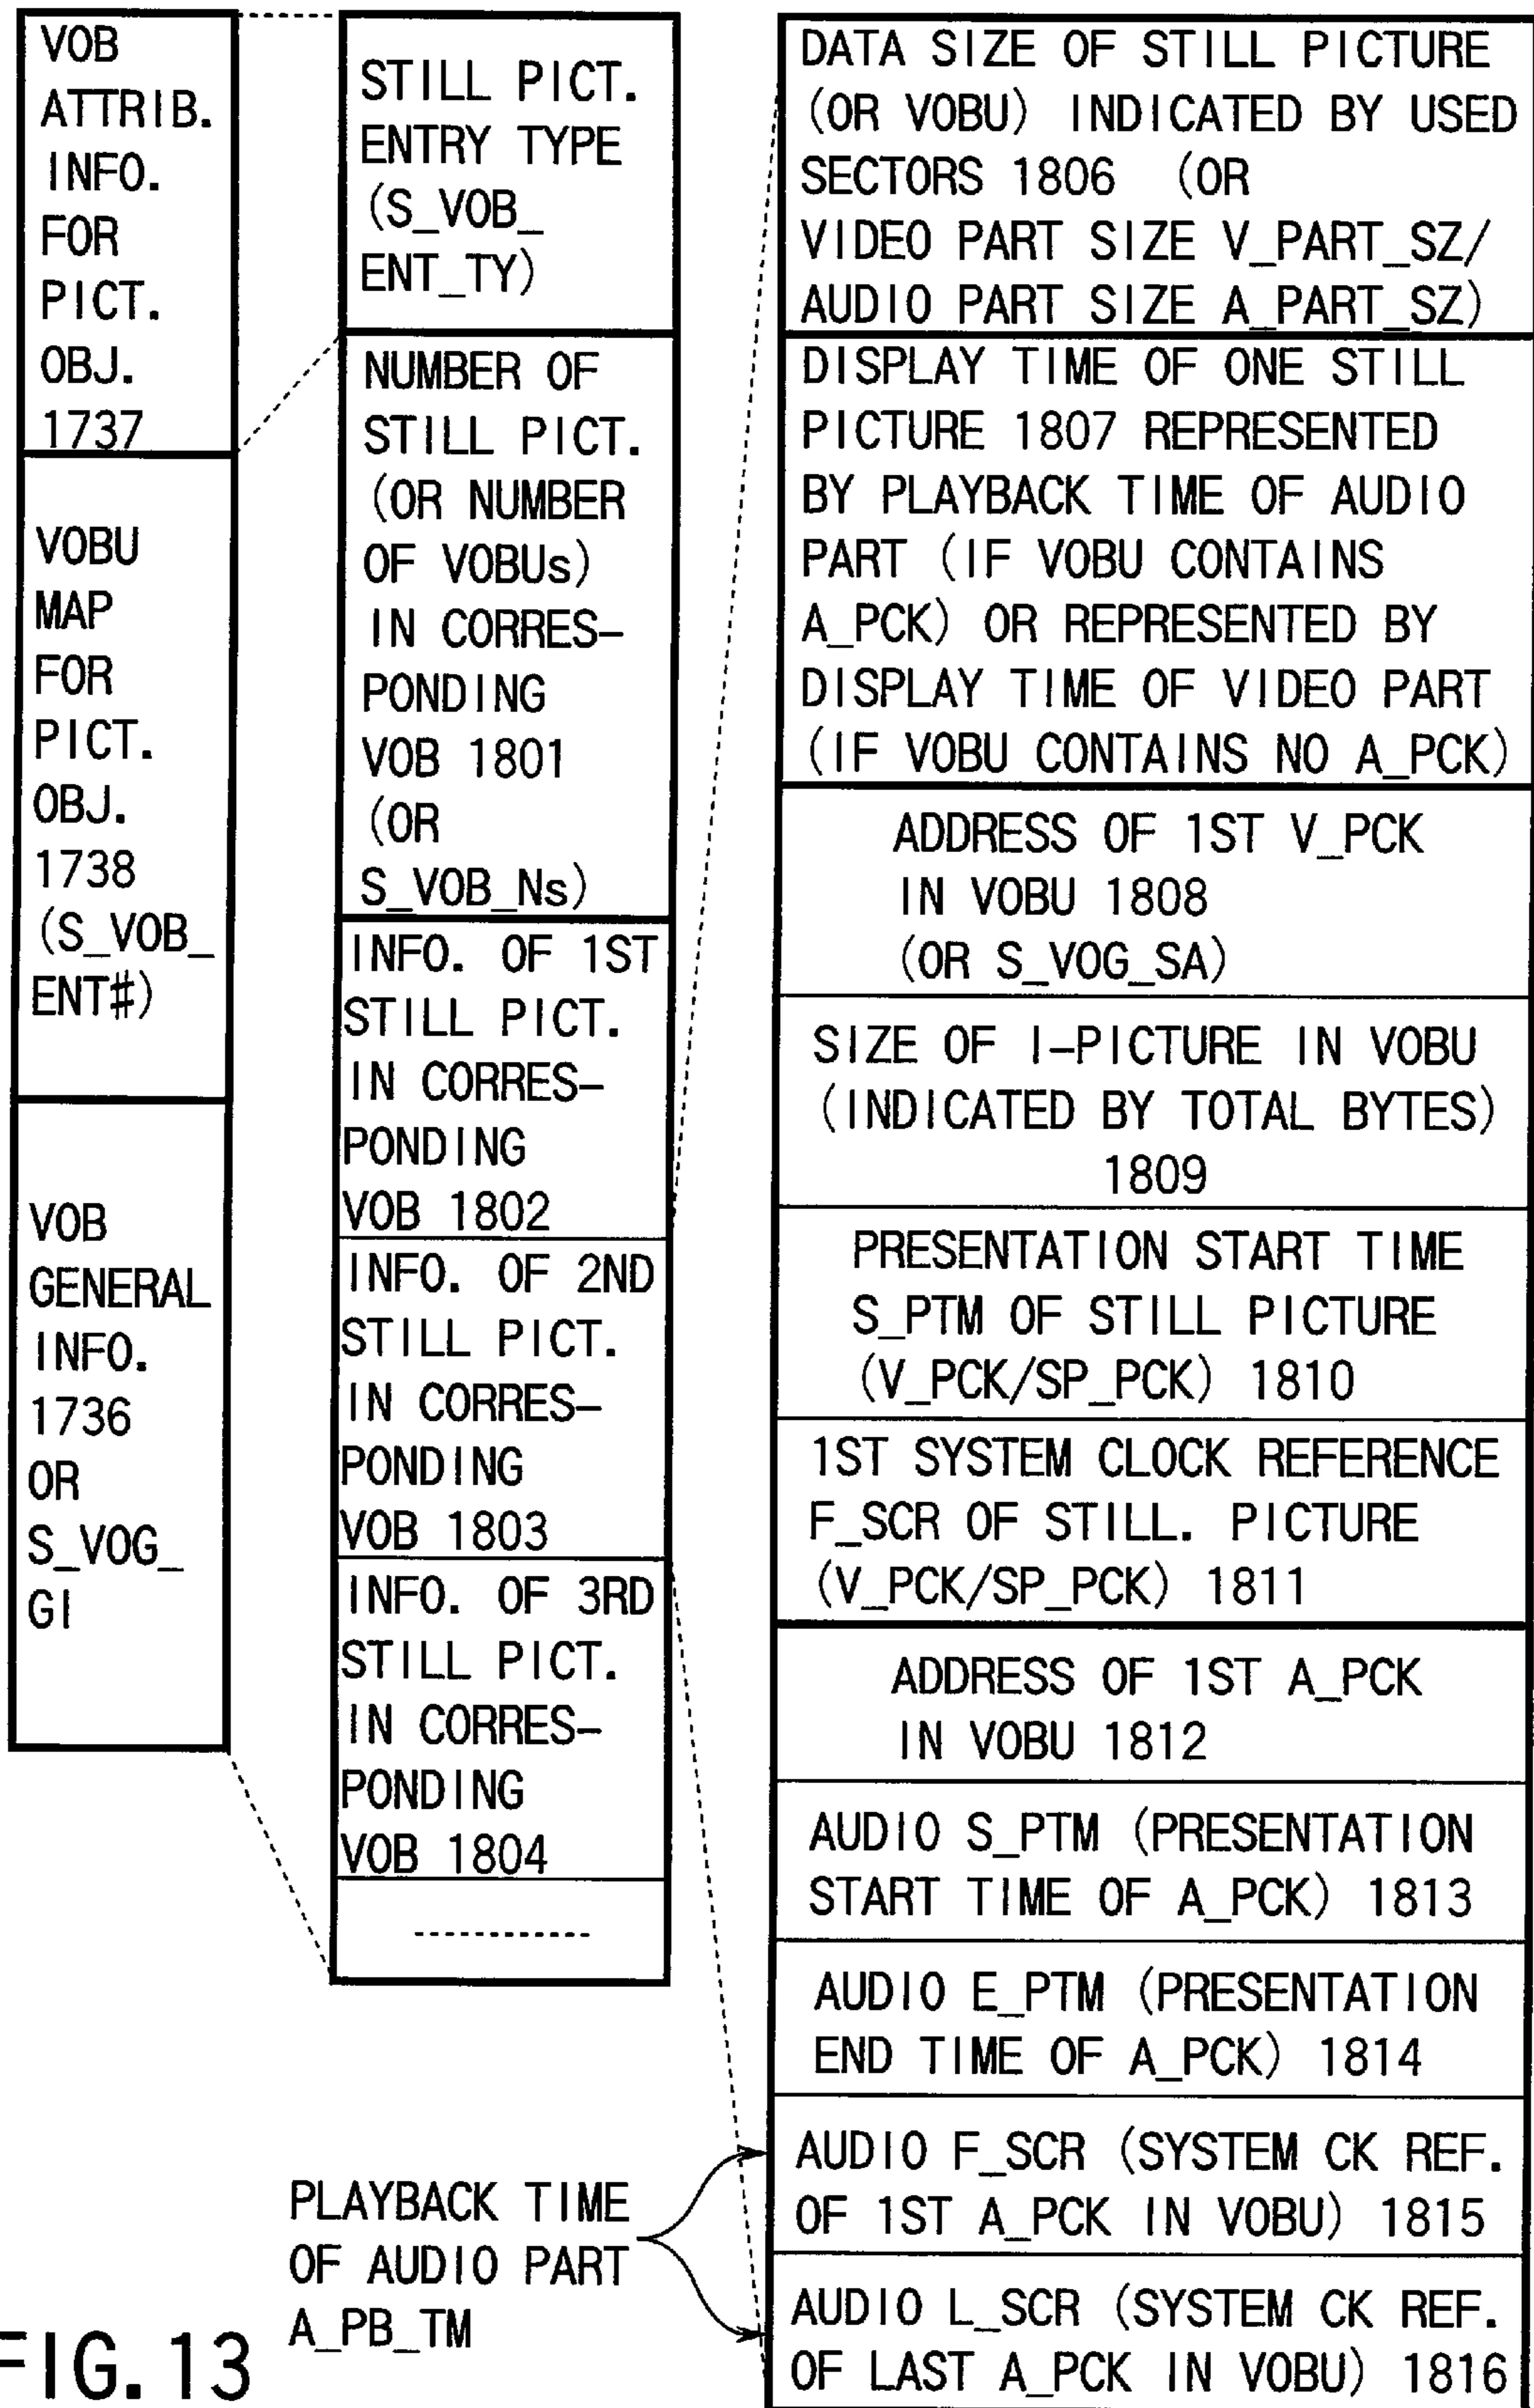 VOB
ATTRIB.
INFO.
FOR
PICT.
OBJ.
1737
VOBU
MAP
FOR
PICT.
OBJ.
1738
(S_VOB_
ENT#)
VOB
GENERAL
INFO.
1736
OR
S_VOG_
GI
STILL PICT.
ENTRY TYPE
(S_VOB_
ENT_TY)
NUMBER OF
STILL PICT.
(OR NUMBER
OF VOBUs)
IN CORRES-
PONDING
VOB 1801
(OR
S_VOB_Ns)
INFO. OF 1ST
STILL PICT.
IN CORRES-
PONDING
VOB 1802
INFO. OF 2ND
STILL PICT.
IN CORRES-
PONDING
VOB 1803
INFO. OF 3RD
STILL PICT.
IN CORRES-
PONDING
VOB 1804
DATA SIZE OF STILL PICTURE
(OR VOBU) INDICATED BY USED
SECTORS 1806 (OR
VIDEO PART SIZE V_PART_SZ/
AUDIO PART SIZE A_PART_SZ)
DISPLAY TIME OF ONE STILL
PICTURE 1807 REPRESENTED
BY PLAYBACK TIME OF AUDIO
PART (IF VOBU CONTAINS
A_PCK) OR REPRESENTED BY
DISPLAY TIME OF VIDEO PART
(IF VOBU CONTAINS NO A_PCK)
ADDRESS OF 1ST V_PCK
IN VOBU 1808
(OR S_VOG_SA)
SIZE OF I-PICTURE IN VOBU
(INDICATED BY TOTAL BYTES)
1809
PRESENTATION START TIME
S_PTM OF STILL PICTURE
(V_PCK/SP_PCK) 1810
1ST SYSTEM CLOCK REFERENCE
F_SCR OF STILL. PICTURE
(V_PCK/SP_PCK) 1811
ADDRESS OF 1ST A_PCK
IN VOBU 1812
AUDIO S_PTM (PRESENTATION
START TIME OF A_PCK) 1813
AUDIO E_PTM (PRESENTATION
END TIME OF A_PCK) 1814
AUDIO F_SCR (SYSTEM CK REF.
OF 1ST A_PCK IN VOBU) 1815
AUDIO L_SCR (SYSTEM CK REF.
OF LAST A_PCK IN VOBU) 1816
PLAYBACK TIME
OF AUDIO PART
A_PB_TM
FIG. 13